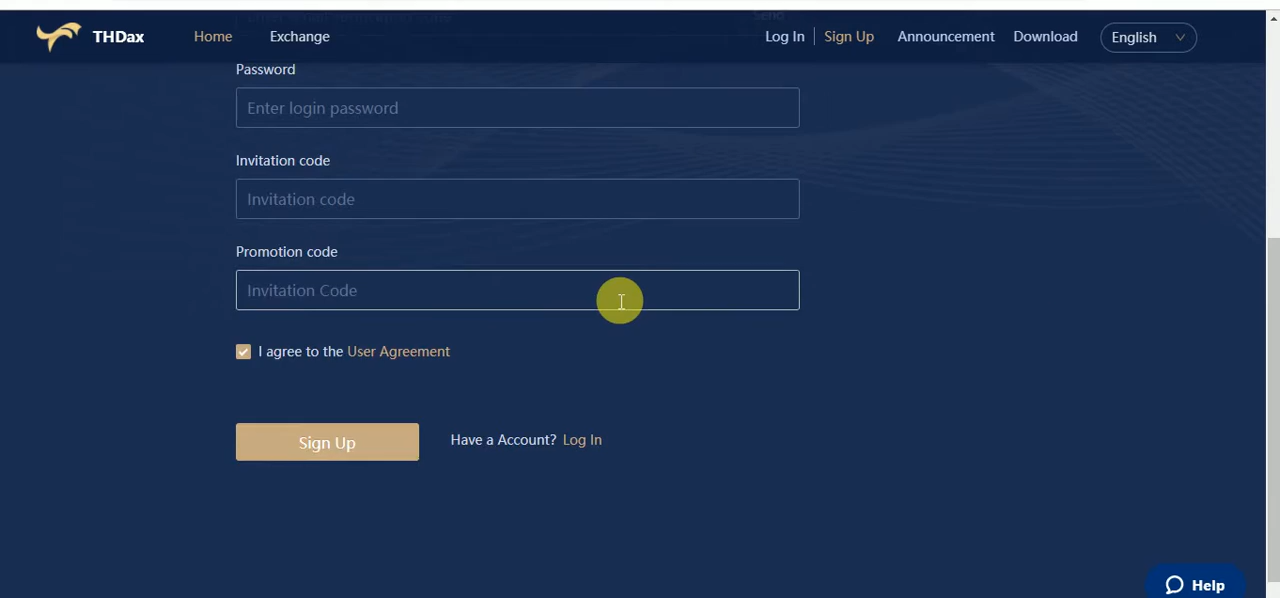 THDax Home Exchange Log In Sign Up Announcement Download English
Password
Enter login password
Invitation code
Invitation code
Promotion code
Invitation Code
I agree to the User Agreement
Sign Up Have a Account? Log In
Help